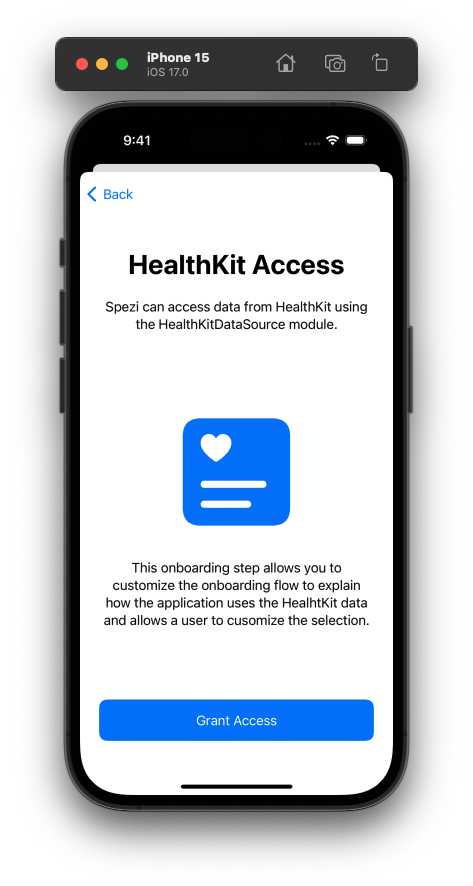 iPhone 15
iOS 17.0
9:41
Back
HealthKit Access
Spezi can access data from HealthKit using
the HealthKitDataSource module.
This onboarding step allows you to
customize the onboarding flow to explain
how the application uses the HealhtKit data
and allows a user to cusomize the selection.
Grant Access